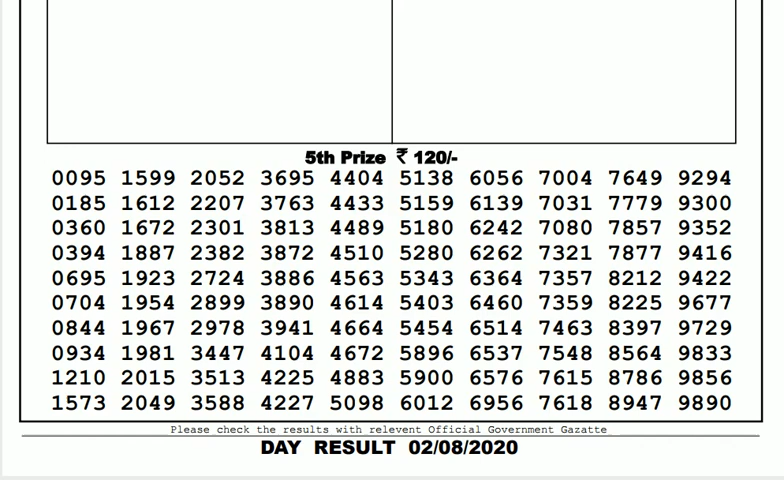 5th Prize ₹ 120/-
0095 1599 2052 3695 4404 5138 6056 7004 7649 9294
0185 1612 2207 3763 4433 5159 6139 7031 7779 9300
0360 1672 2301 3813 4489 5180 6242 7080 7857 9352
0394 1887 2382 3872 4510 5280 6262 7321 7877 9416
0695 1923 2724 3886 4563 5343 6364 7357 8212 9422
0704 1954 2899 3890 4614 5403 6460 7359 8225 9677
0844 1967 2978 3941 4664 5454 6514 7463 8397 9729
0934 1981 3447 4104 4672 5896 6537 7548 8564 9833
1210 2015 3513 4225 4883 5900 6576 7615 8786 9856
1573 2049 3588 4227 5098 6012 6956 7618 8947 9890
Please check the results with relevent Official Government Gazatte
DAY RESULT 02/08/2020